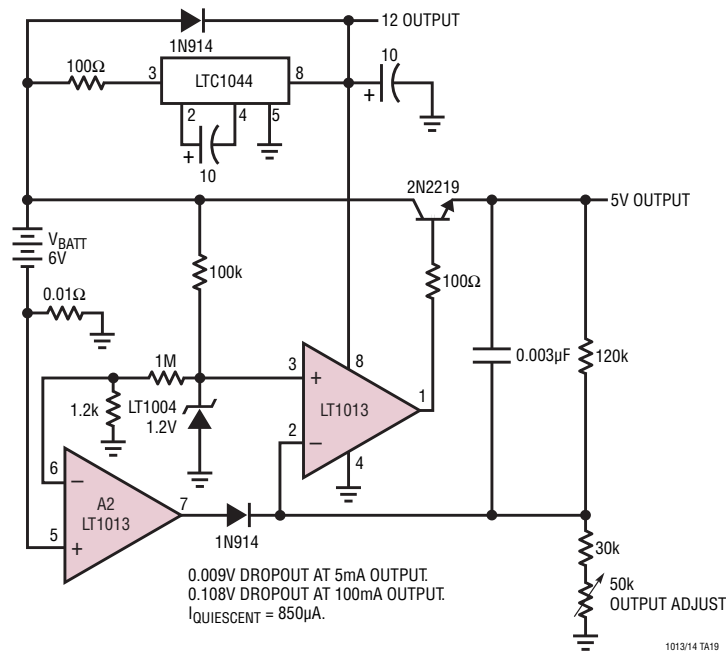 12 OUTPUT
1N914
10
100Ω
3
LTC1044
8
+
2
4
5
+
10
2N2219
5V OUTPUT
V_BATT
6V
100k
100Ω
0.01Ω
1M
3
8
0.003µF
120k
+
LT1013
1
1.2k
LT1004
1.2V
2
–
4
6
–
A2
LT1013
7
5
+
1N914
30k
50k
OUTPUT ADJUST
0.009V DROPOUT AT 5mA OUTPUT.
0.108V DROPOUT AT 100mA OUTPUT.
I_QUIESCENT = 850µA.
1013/14 TA19